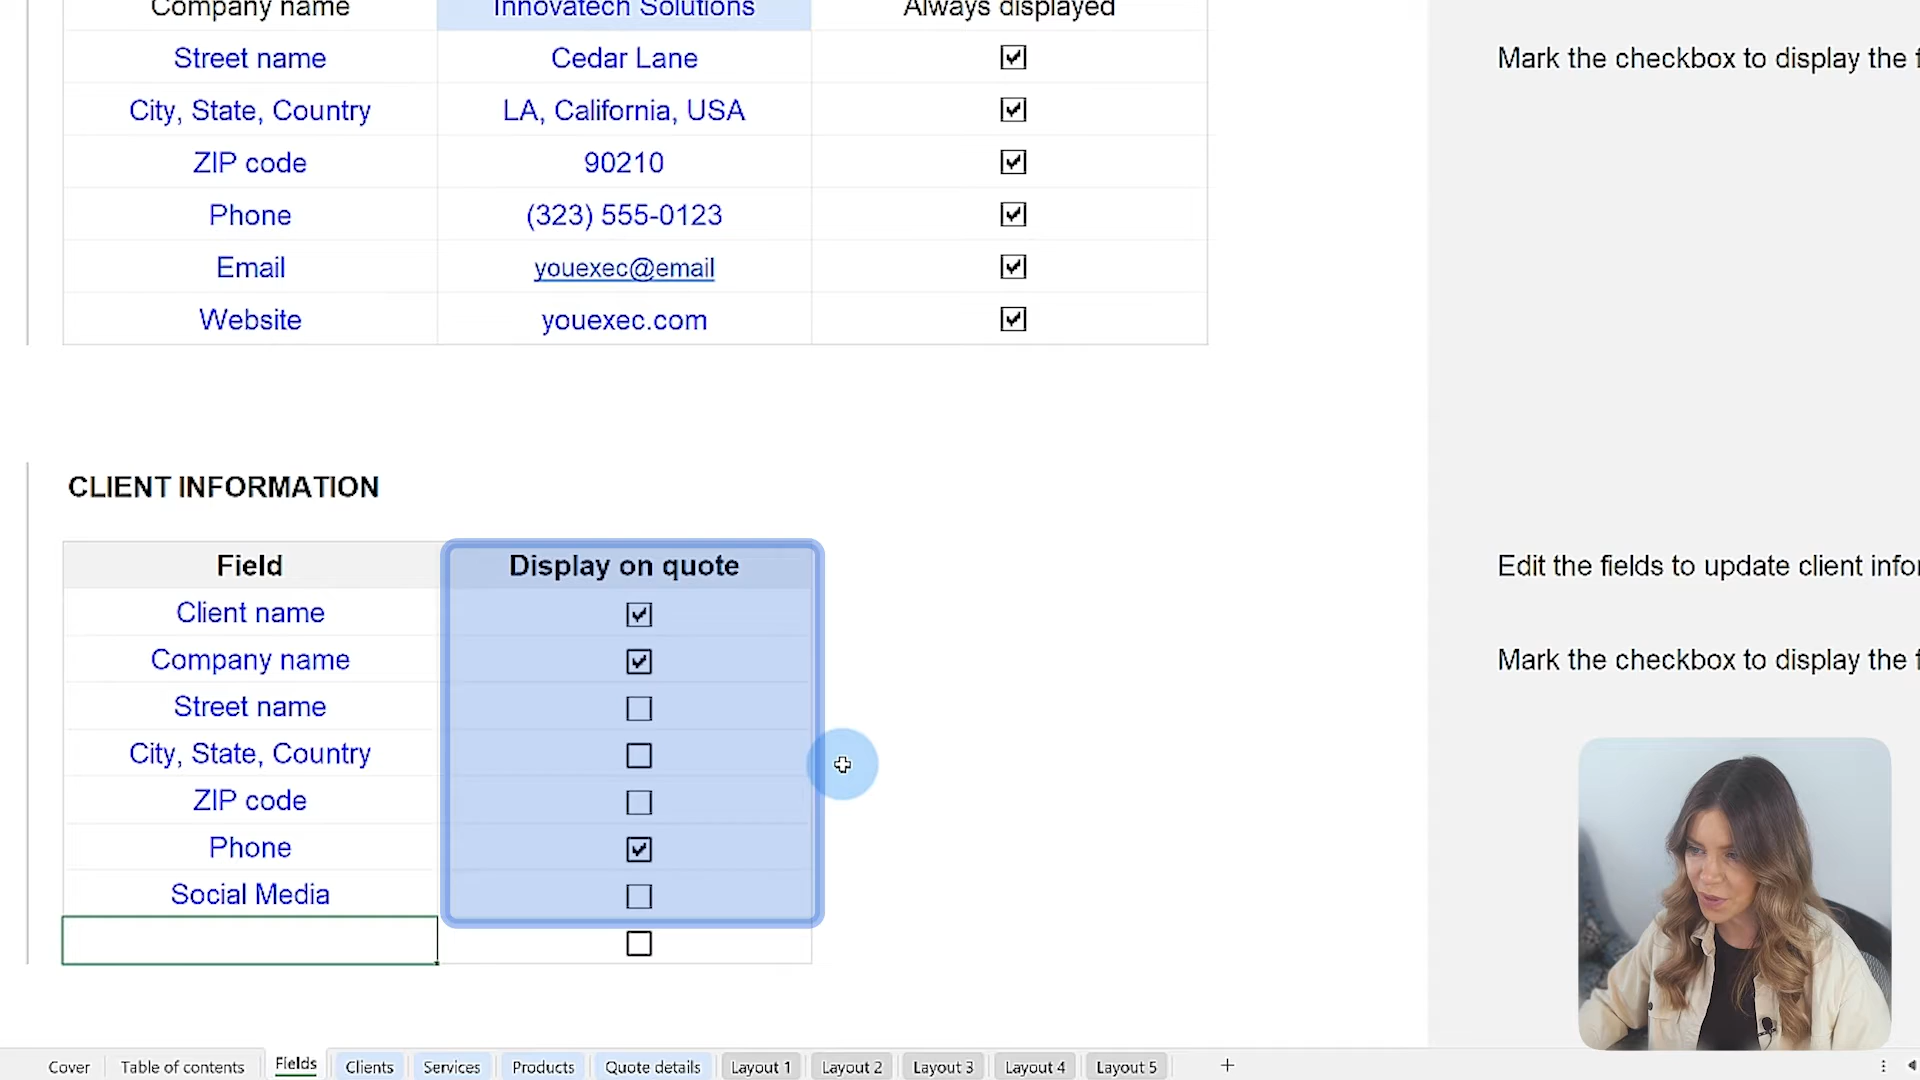 Company name Innovatech Solutions Always displayed
Street name Cedar Lane Mark the checkbox to display the
City, State, Country LA, California, USA
ZIP code 90210
Phone (323) 555-0123
Email youexec@email
Website youexec.com
CLIENT INFORMATION
Field Display on quote Edit the fields to update client
Client name
Company name Mark the checkbox to display the
Street name
City, State, Country
ZIP code
Phone
Social Media
Cover Table of contents Fields Clients Services Products Quote details Layout 1 Layout 2 Layout 3 Layout 4 Layout 5 +